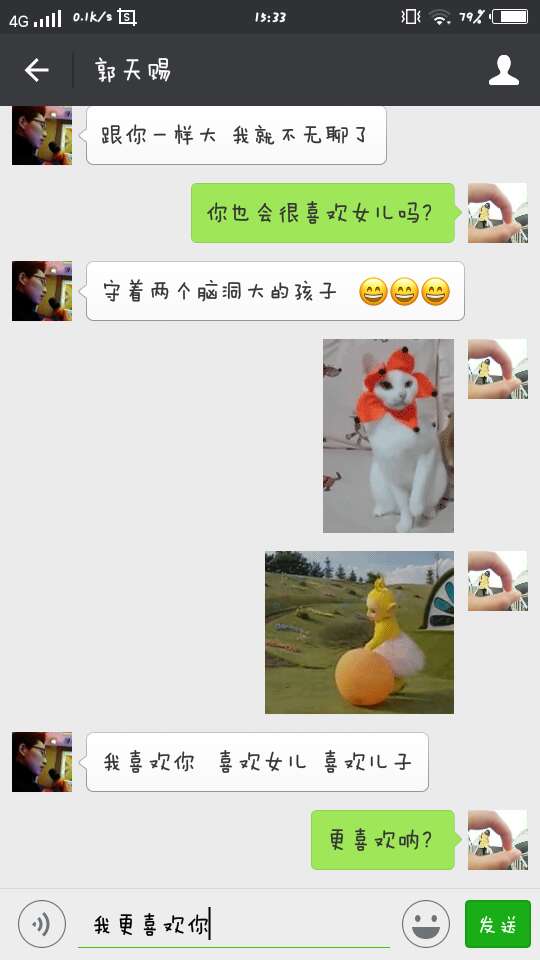 4G 0.1K/s 15:33 79%
郭天赐
跟你一样大 我就不无聊了
你也会很喜欢女儿吗?
守着两个脑洞大的孩子 😄😄😄
我喜欢你 喜欢女儿 喜欢儿子
更喜欢呐?
我更喜欢你
发送